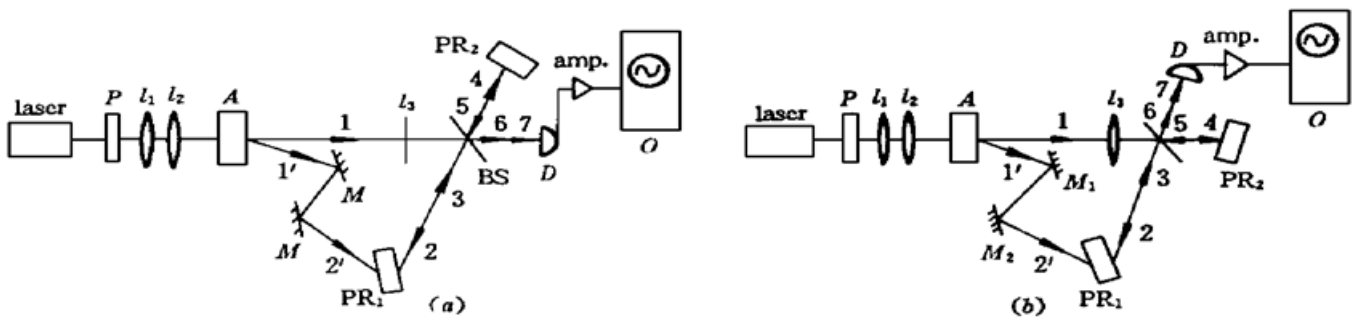 laser
P
l₁
l₂
A
1
l₃
1′
M
M
2′
PR₁
2
3
BS
5
4
PR₂
6
7
D
amp.
O
(a)
laser
P
l₁
l₂
A
1
l₃
1′
M₁
M₂
2′
PR₁
2
3
5
4
PR₂
6
7
D
amp.
O
(b)